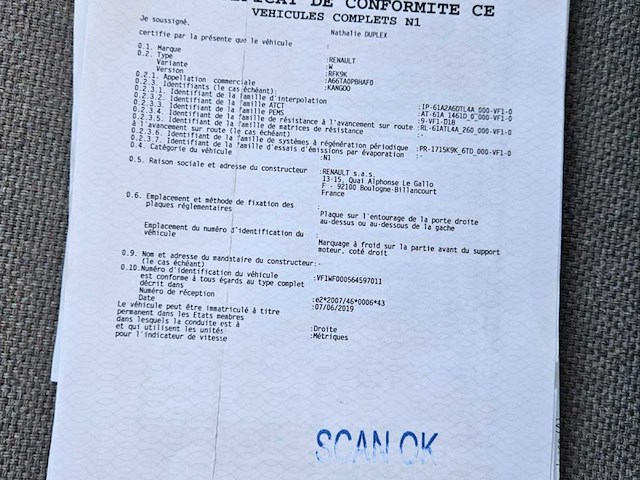 DE CONFORMITE CE
VEHICULES COMPLETS N1
Je soussigné, Nathalie DUPLEX
certifie par la présente que le véhicule
0.1. Marque :RENAULT
0.2. Type :W
Variante :RFK9K
Version :A66TA0PBHAF0
0.2.1. Appellation commerciale :KANGOO
0.2.3. Identifiants (le cas échéant):
0.2.3.1. Identifiant de la famille d'interpolation
0.2.3.2. Identifiant de la famille ATCT
0.2.3.3. Identifiant de la famille PEMS :9-VF1-D1B
0.2.3.4. Identifiant de la famille de résistance à l'avancement sur route
0.2.3.5. Identifiant de la famille de matrices de résistance :-
à l'avancement sur route (le cas échéant)
0.2.3.6. Identifiant de la famille de systèmes à régénération périodique :PR-1715K9K_6TD_000-VF1-0
0.2.3.7. Identifiant de la famille d'essais d'émissions par évaporation :-
0.4. Catégorie du véhicule :N1
0.5. Raison sociale et adresse du constructeur :RENAULT s.a.s.
13-15, Quai Alphonse Le Gallo
F - 92100 Boulogne-Billancourt
France
0.6. Emplacement et méthode de fixation des :
plaques réglementaires Plaque sur l'entourage de la porte droite
au-dessus ou au-dessous de la gache
Emplacement du numéro d'identification du :
véhicule Marquage à froid sur la partie avant du support
moteur, coté droit
0.9. Nom et adresse du mandataire du constructeur:-
(le cas échéant)
0.10.Numéro d'identification du véhicule :VF1WF000564597011
est conforme à tous égards au type complet
décrit dans
Numéro de réception :e2*2007/46*0006*43
Date :07/06/2019
Le véhicule peut être immatriculé à titre
permanent dans les Etats membres
dans lesquels la conduite est à :Droite
et qui utilisent les unités :Métriques
pour l'indicateur de vitesse
SCAN OK